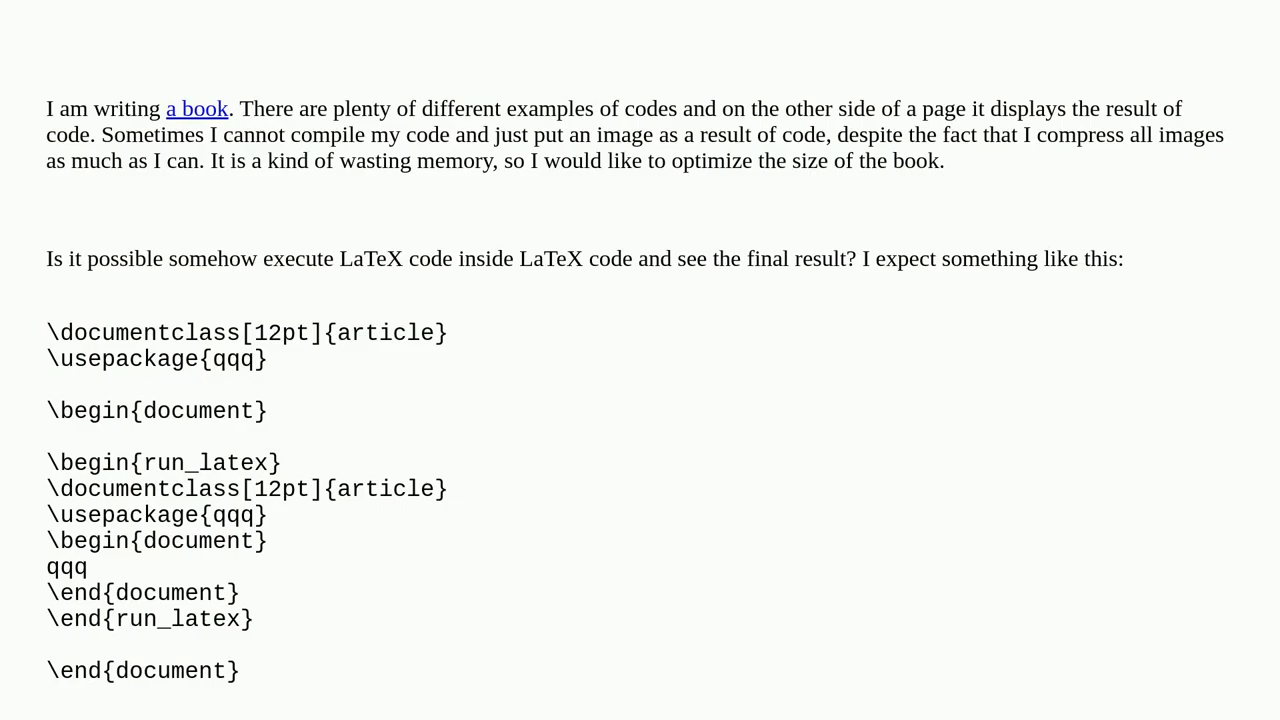 I am writing a book. There are plenty of different examples of codes and on the other side of a page it displays the result of
code. Sometimes I cannot compile my code and just put an image as a result of code, despite the fact that I compress all images
as much as I can. It is a kind of wasting memory, so I would like to optimize the size of the book.
Is it possible somehow execute LaTeX code inside LaTeX code and see the final result? I expect something like this:
\documentclass[12pt]{article}
\usepackage{qqq}
\begin{document}
\begin{run_latex}
\documentclass[12pt]{article}
\usepackage{qqq}
\begin{document}
qqq
\end{document}
\end{run_latex}
\end{document}